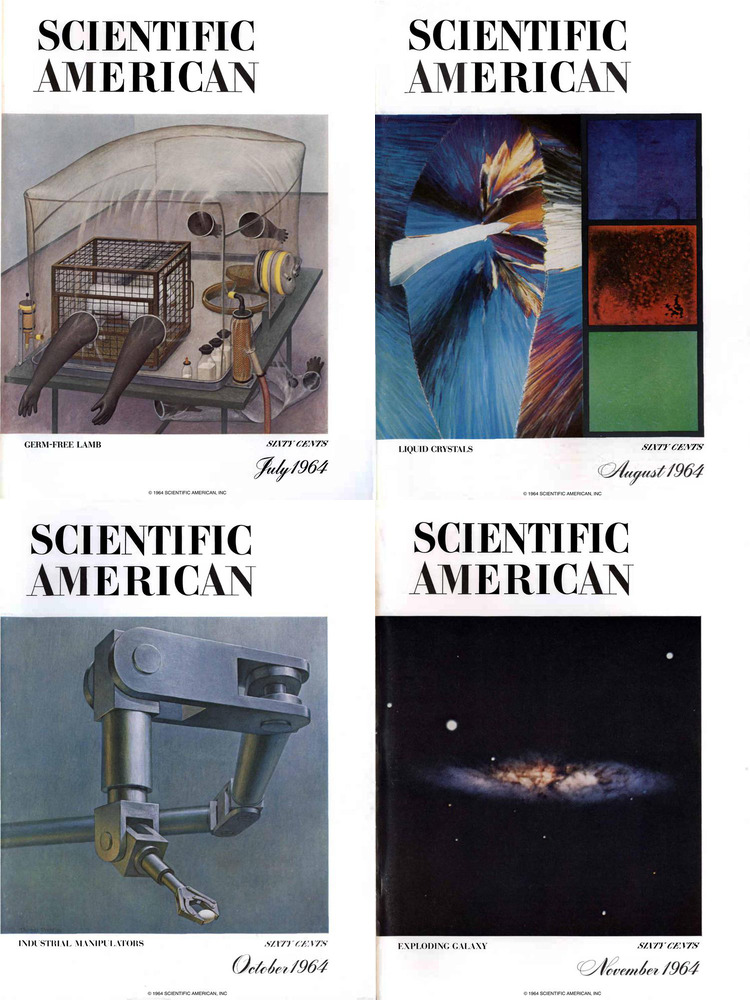 SCIENTIFIC
AMERICAN
GERM-FREE LAMB
SIXTY CENTS
July 1964
© 1964 SCIENTIFIC AMERICAN, INC
SCIENTIFIC
AMERICAN
LIQUID CRYSTALS
SIXTY CENTS
August 1964
© 1964 SCIENTIFIC AMERICAN, INC
SCIENTIFIC
AMERICAN
INDUSTRIAL MANIPULATORS
SIXTY CENTS
October 1964
© 1964 SCIENTIFIC AMERICAN, INC
SCIENTIFIC
AMERICAN
EXPLODING GALAXY
SIXTY CENTS
November 1964
© 1964 SCIENTIFIC AMERICAN, INC